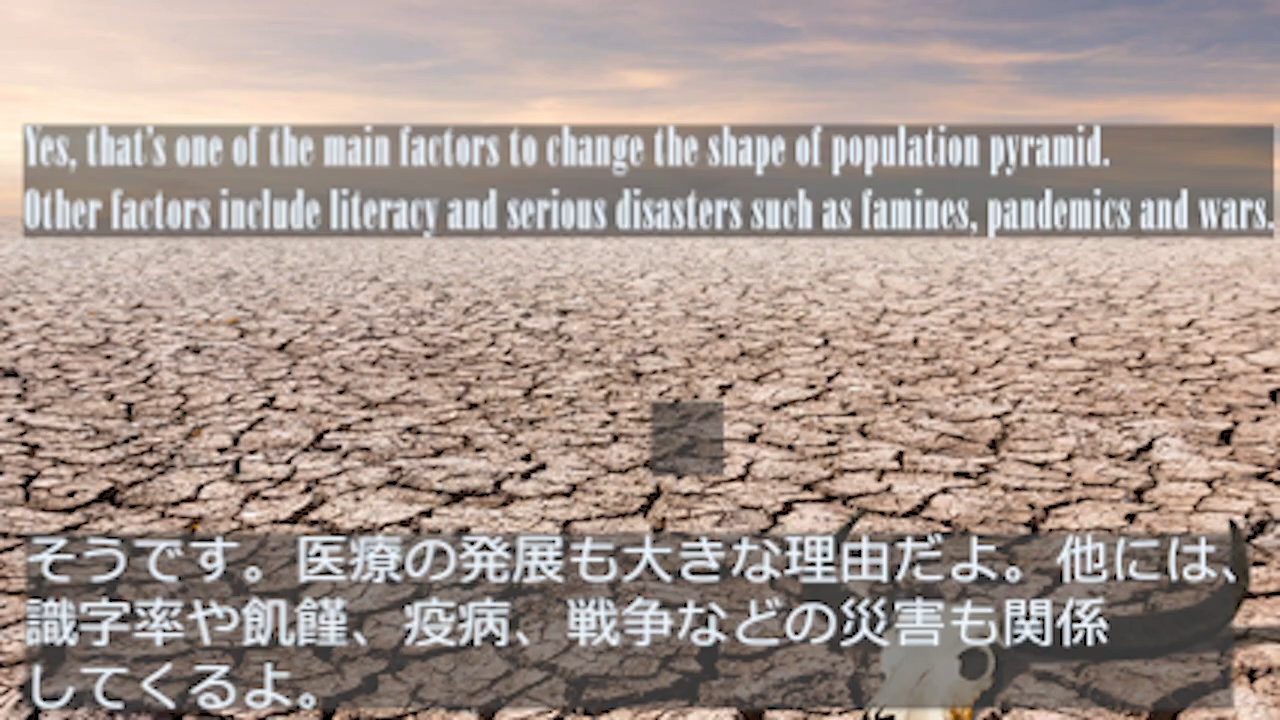 Yes, that's one of the main factors to change the shape of population pyramid.
Other factors include literacy and serious disasters such as famines, pandemics and wars.
そうです。医療の発展も大きな理由だよ。他には、
識字率や飢饉、疫病、戦争などの災害も関係
してくるよ。